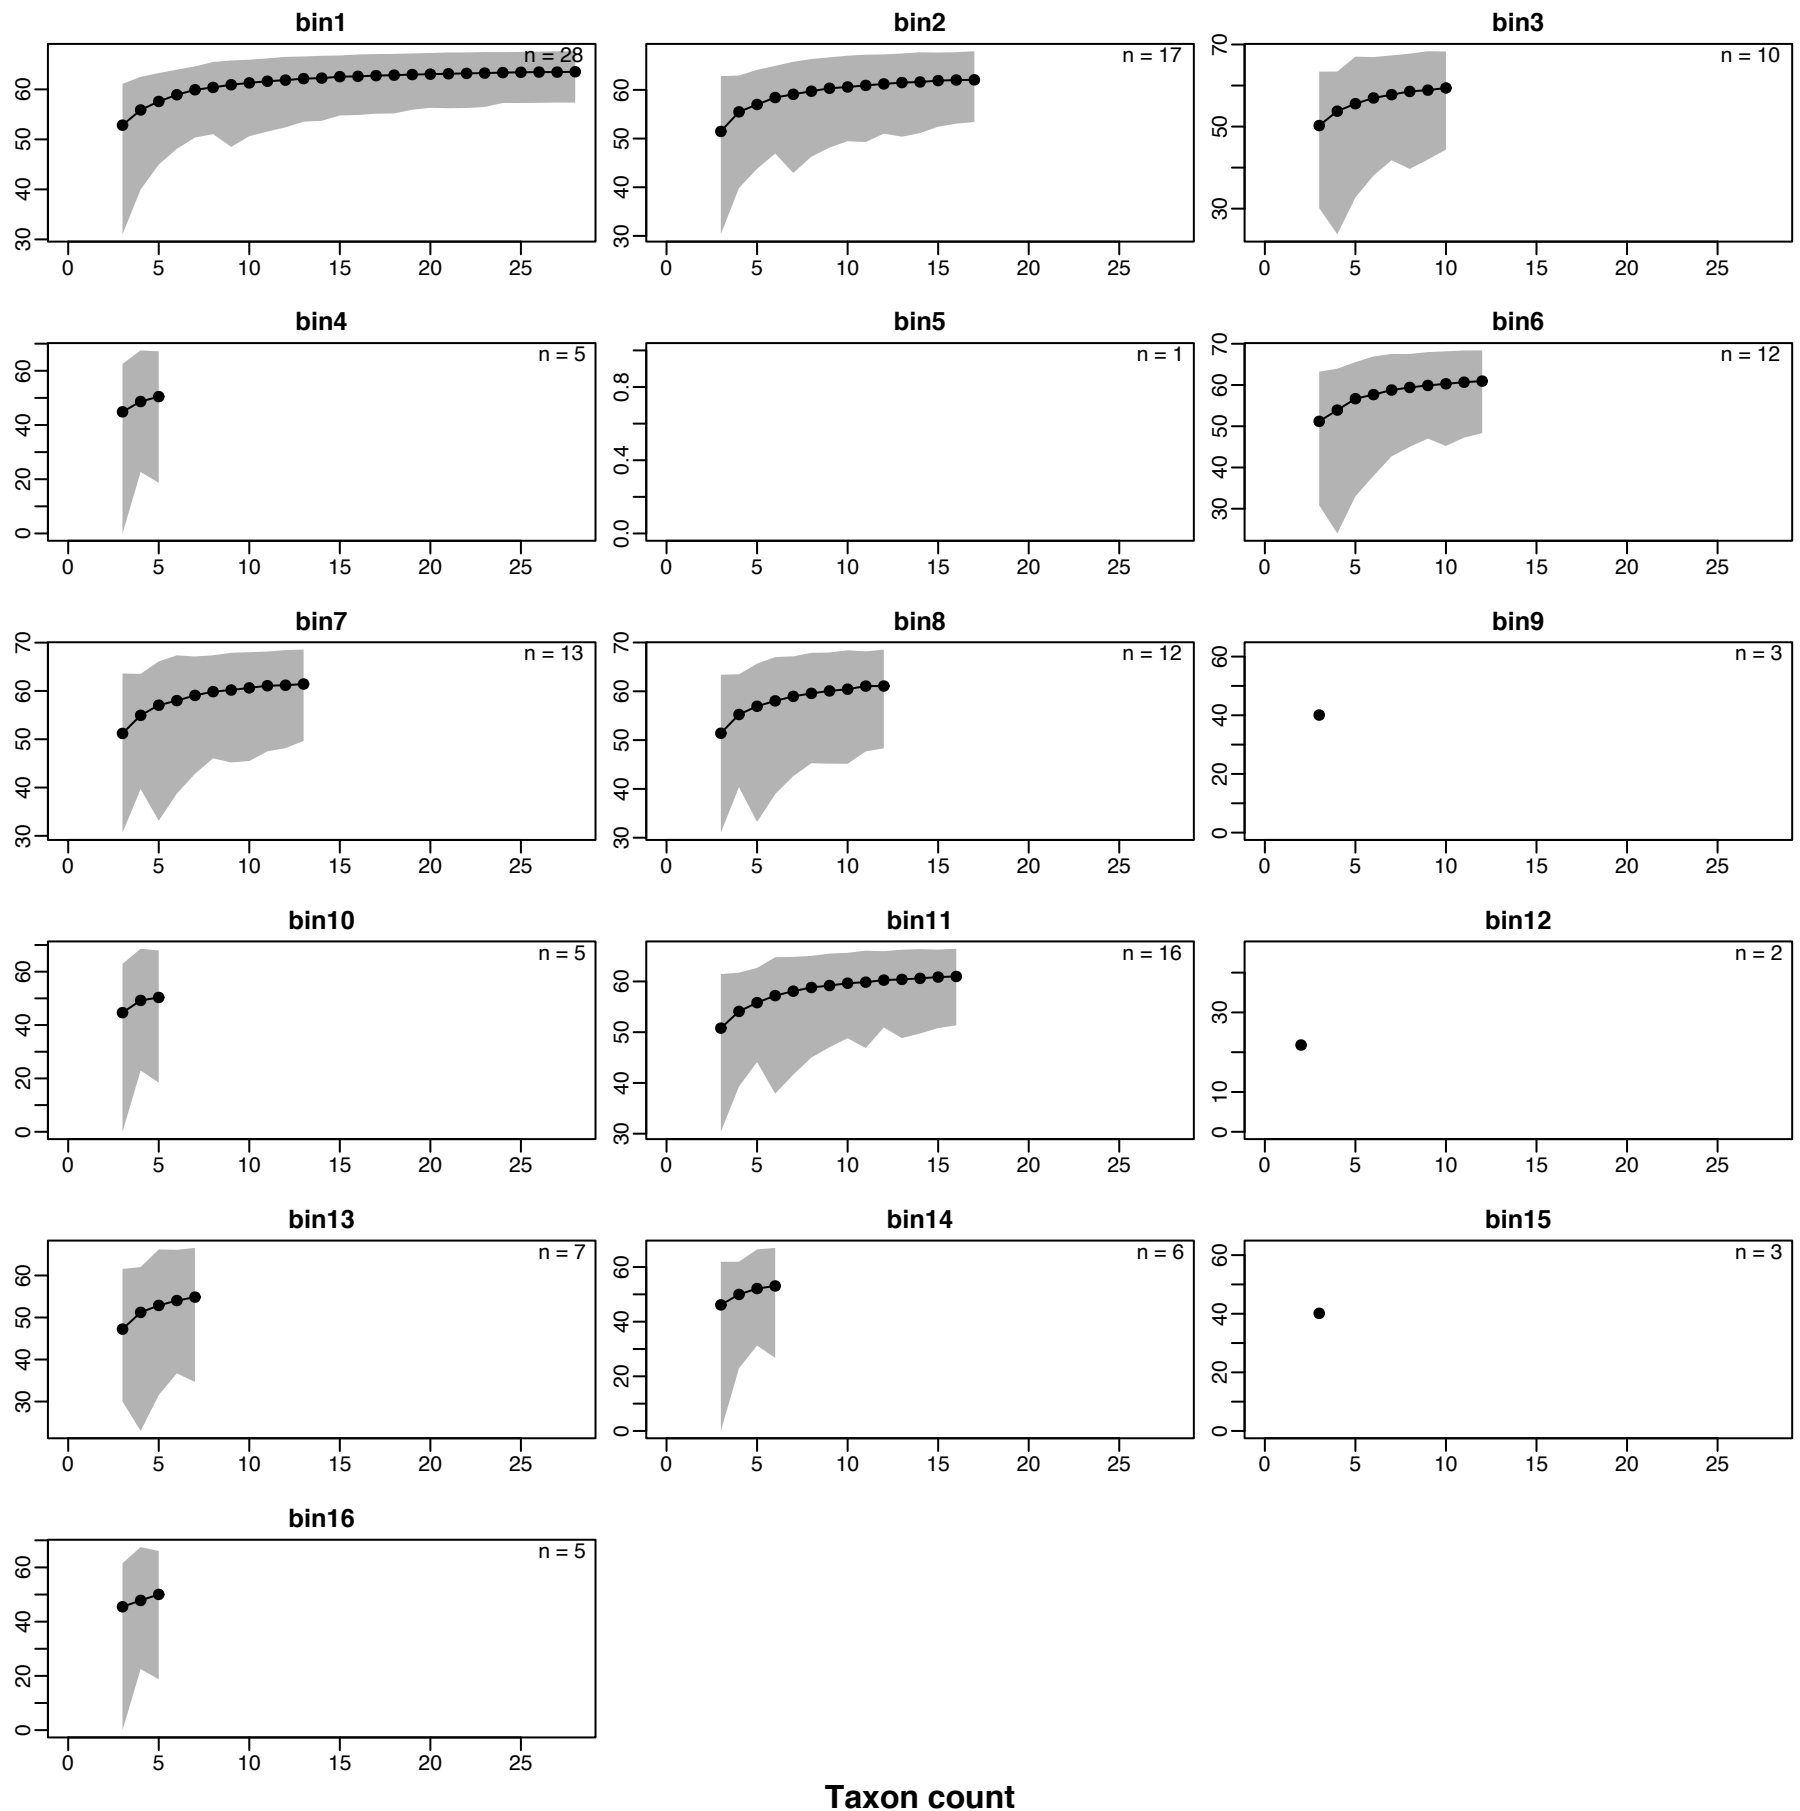 bin1
n = 28
30 40 50 60
0 5 10 15 20 25
bin2
n = 17
30 40 50 60
0 5 10 15 20 25
bin3
n = 10
30 50 70
0 5 10 15 20 25
bin4
n = 5
0 20 40 60
0 5 10 15 20 25
bin5
n = 1
0.0 0.4 0.8
0 5 10 15 20 25
bin6
n = 12
30 40 50 60 70
0 5 10 15 20 25
bin7
n = 13
30 40 50 60 70
0 5 10 15 20 25
bin8
n = 12
30 40 50 60 70
0 5 10 15 20 25
bin9
n = 3
0 20 40 60
0 5 10 15 20 25
bin10
n = 5
0 20 40 60
0 5 10 15 20 25
bin11
n = 16
30 40 50 60
0 5 10 15 20 25
bin12
n = 2
0 10 30
0 5 10 15 20 25
bin13
n = 7
30 40 50 60
0 5 10 15 20 25
bin14
n = 6
0 20 40 60
0 5 10 15 20 25
bin15
n = 3
0 20 40 60
0 5 10 15 20 25
bin16
n = 5
0 20 40 60
0 5 10 15 20 25
Taxon count